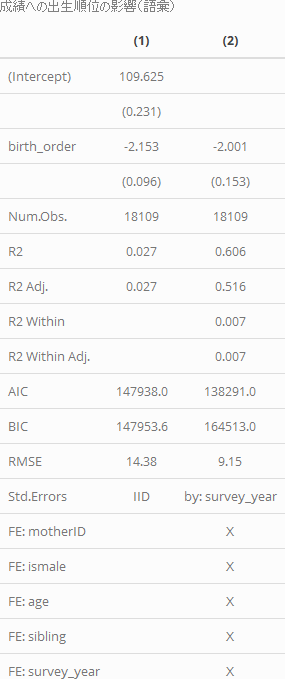 成績への出生順位の影響（語彙）
(1) (2)
(Intercept) 109.625
(0.231)
birth_order -2.153 -2.001
(0.096) (0.153)
Num.Obs. 18109 18109
R2 0.027 0.606
R2 Adj. 0.027 0.516
R2 Within 0.007
R2 Within Adj. 0.007
AIC 147938.0 138291.0
BIC 147953.6 164513.0
RMSE 14.38 9.15
Std.Errors IID by: survey_year
FE: motherID X
FE: ismale X
FE: age X
FE: sibling X
FE: survey_year X